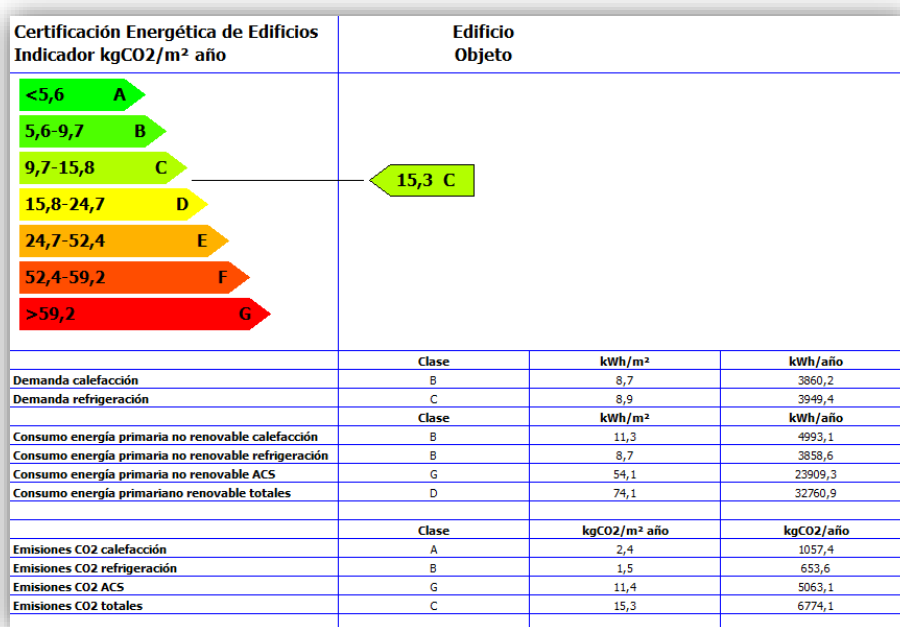 Certificación Energética de Edificios
Indicador kgCO2/m² año
Edificio
Objeto
<5,6 A
5,6-9,7 B
9,7-15,8 C
15,3 C
15,8-24,7 D
24,7-52,4 E
52,4-59,2 F
>59,2 G
Clase kWh/m² kWh/año
Demanda calefacción B 8,7 3860,2
Demanda refrigeración C 8,9 3949,4
Clase kWh/m² kWh/año
Consumo energía primaria no renovable calefacción B 11,3 4993,1
Consumo energía primaria no renovable refrigeración B 8,7 3858,6
Consumo energía primaria no renovable ACS G 54,1 23909,3
Consumo energía primariano renovable totales D 74,1 32760,9
Clase kgCO2/m² año kgCO2/año
Emisiones CO2 calefacción A 2,4 1057,4
Emisiones CO2 refrigeración B 1,5 653,6
Emisiones CO2 ACS G 11,4 5063,1
Emisiones CO2 totales C 15,3 6774,1